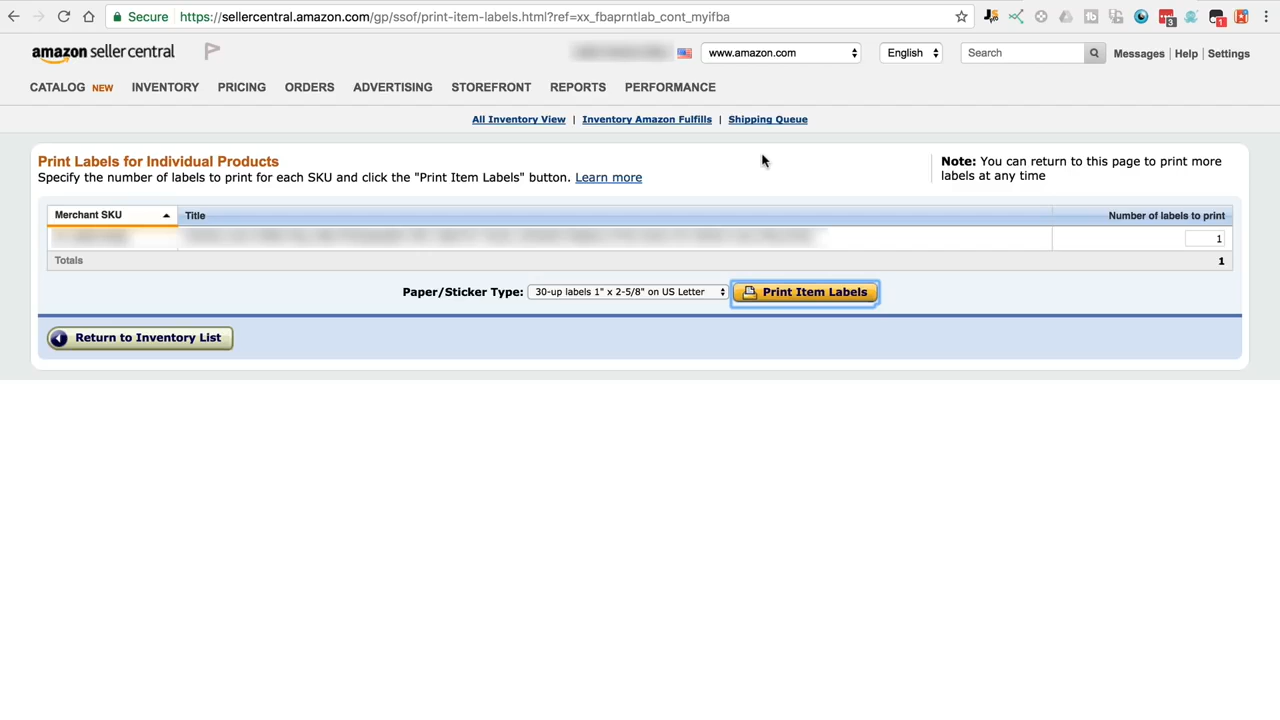 Secure https://sellercentral.amazon.com/gp/ssof/print-item-labels.html?ref=xx_fbaprntlab_cont_myifba
3 1
amazon seller central www.amazon.com English Search Messages | Help | Settings
CATALOG NEW INVENTORY PRICING ORDERS ADVERTISING STOREFRONT REPORTS PERFORMANCE
All Inventory View | Inventory Amazon Fulfills | Shipping Queue
Print Labels for Individual Products
Specify the number of labels to print for each SKU and click the "Print Item Labels" button. Learn more
Note: You can return to this page to print more
labels at any time
Merchant SKU Title Number of labels to print
1
Totals 1
Paper/Sticker Type: 30-up labels 1" x 2-5/8" on US Letter Print Item Labels
Return to Inventory List